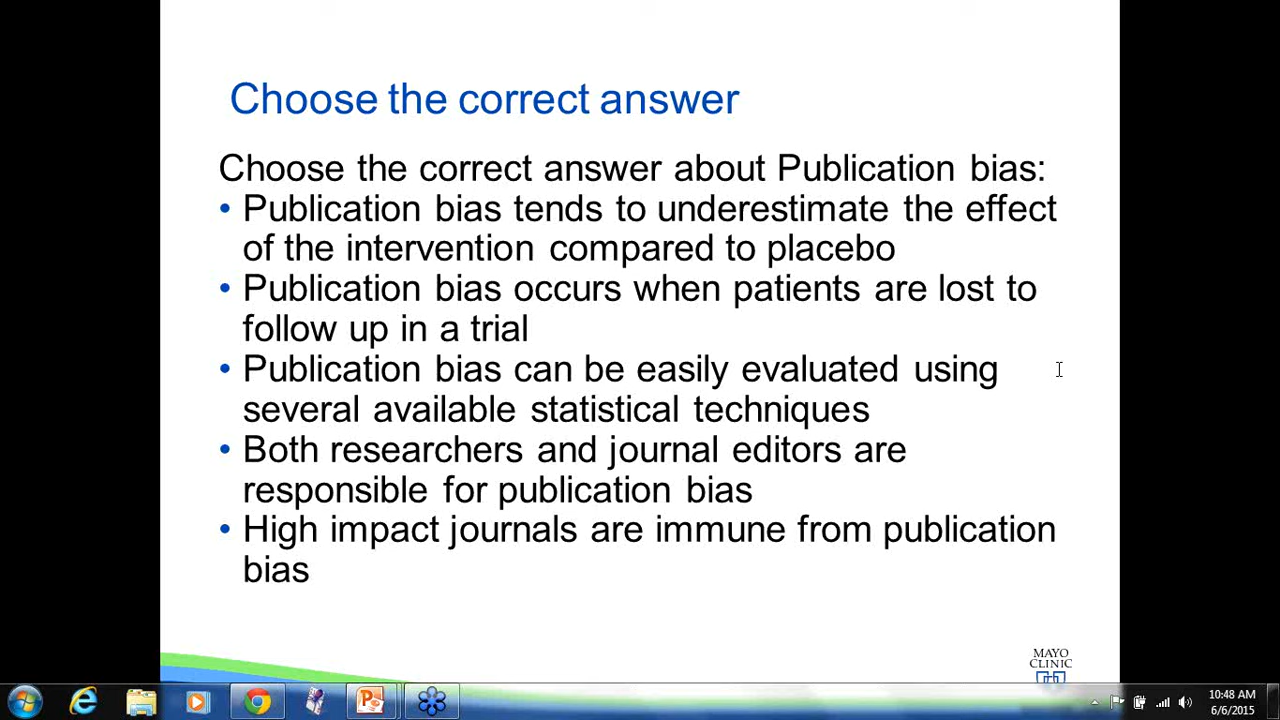 Choose the correct answer
Choose the correct answer about Publication bias:
• Publication bias tends to underestimate the effect
of the intervention compared to placebo
• Publication bias occurs when patients are lost to
follow up in a trial
• Publication bias can be easily evaluated using
several available statistical techniques
• Both researchers and journal editors are
responsible for publication bias
• High impact journals are immune from publication
bias
MAYO
CLINIC
10:48 AM
6/6/2015